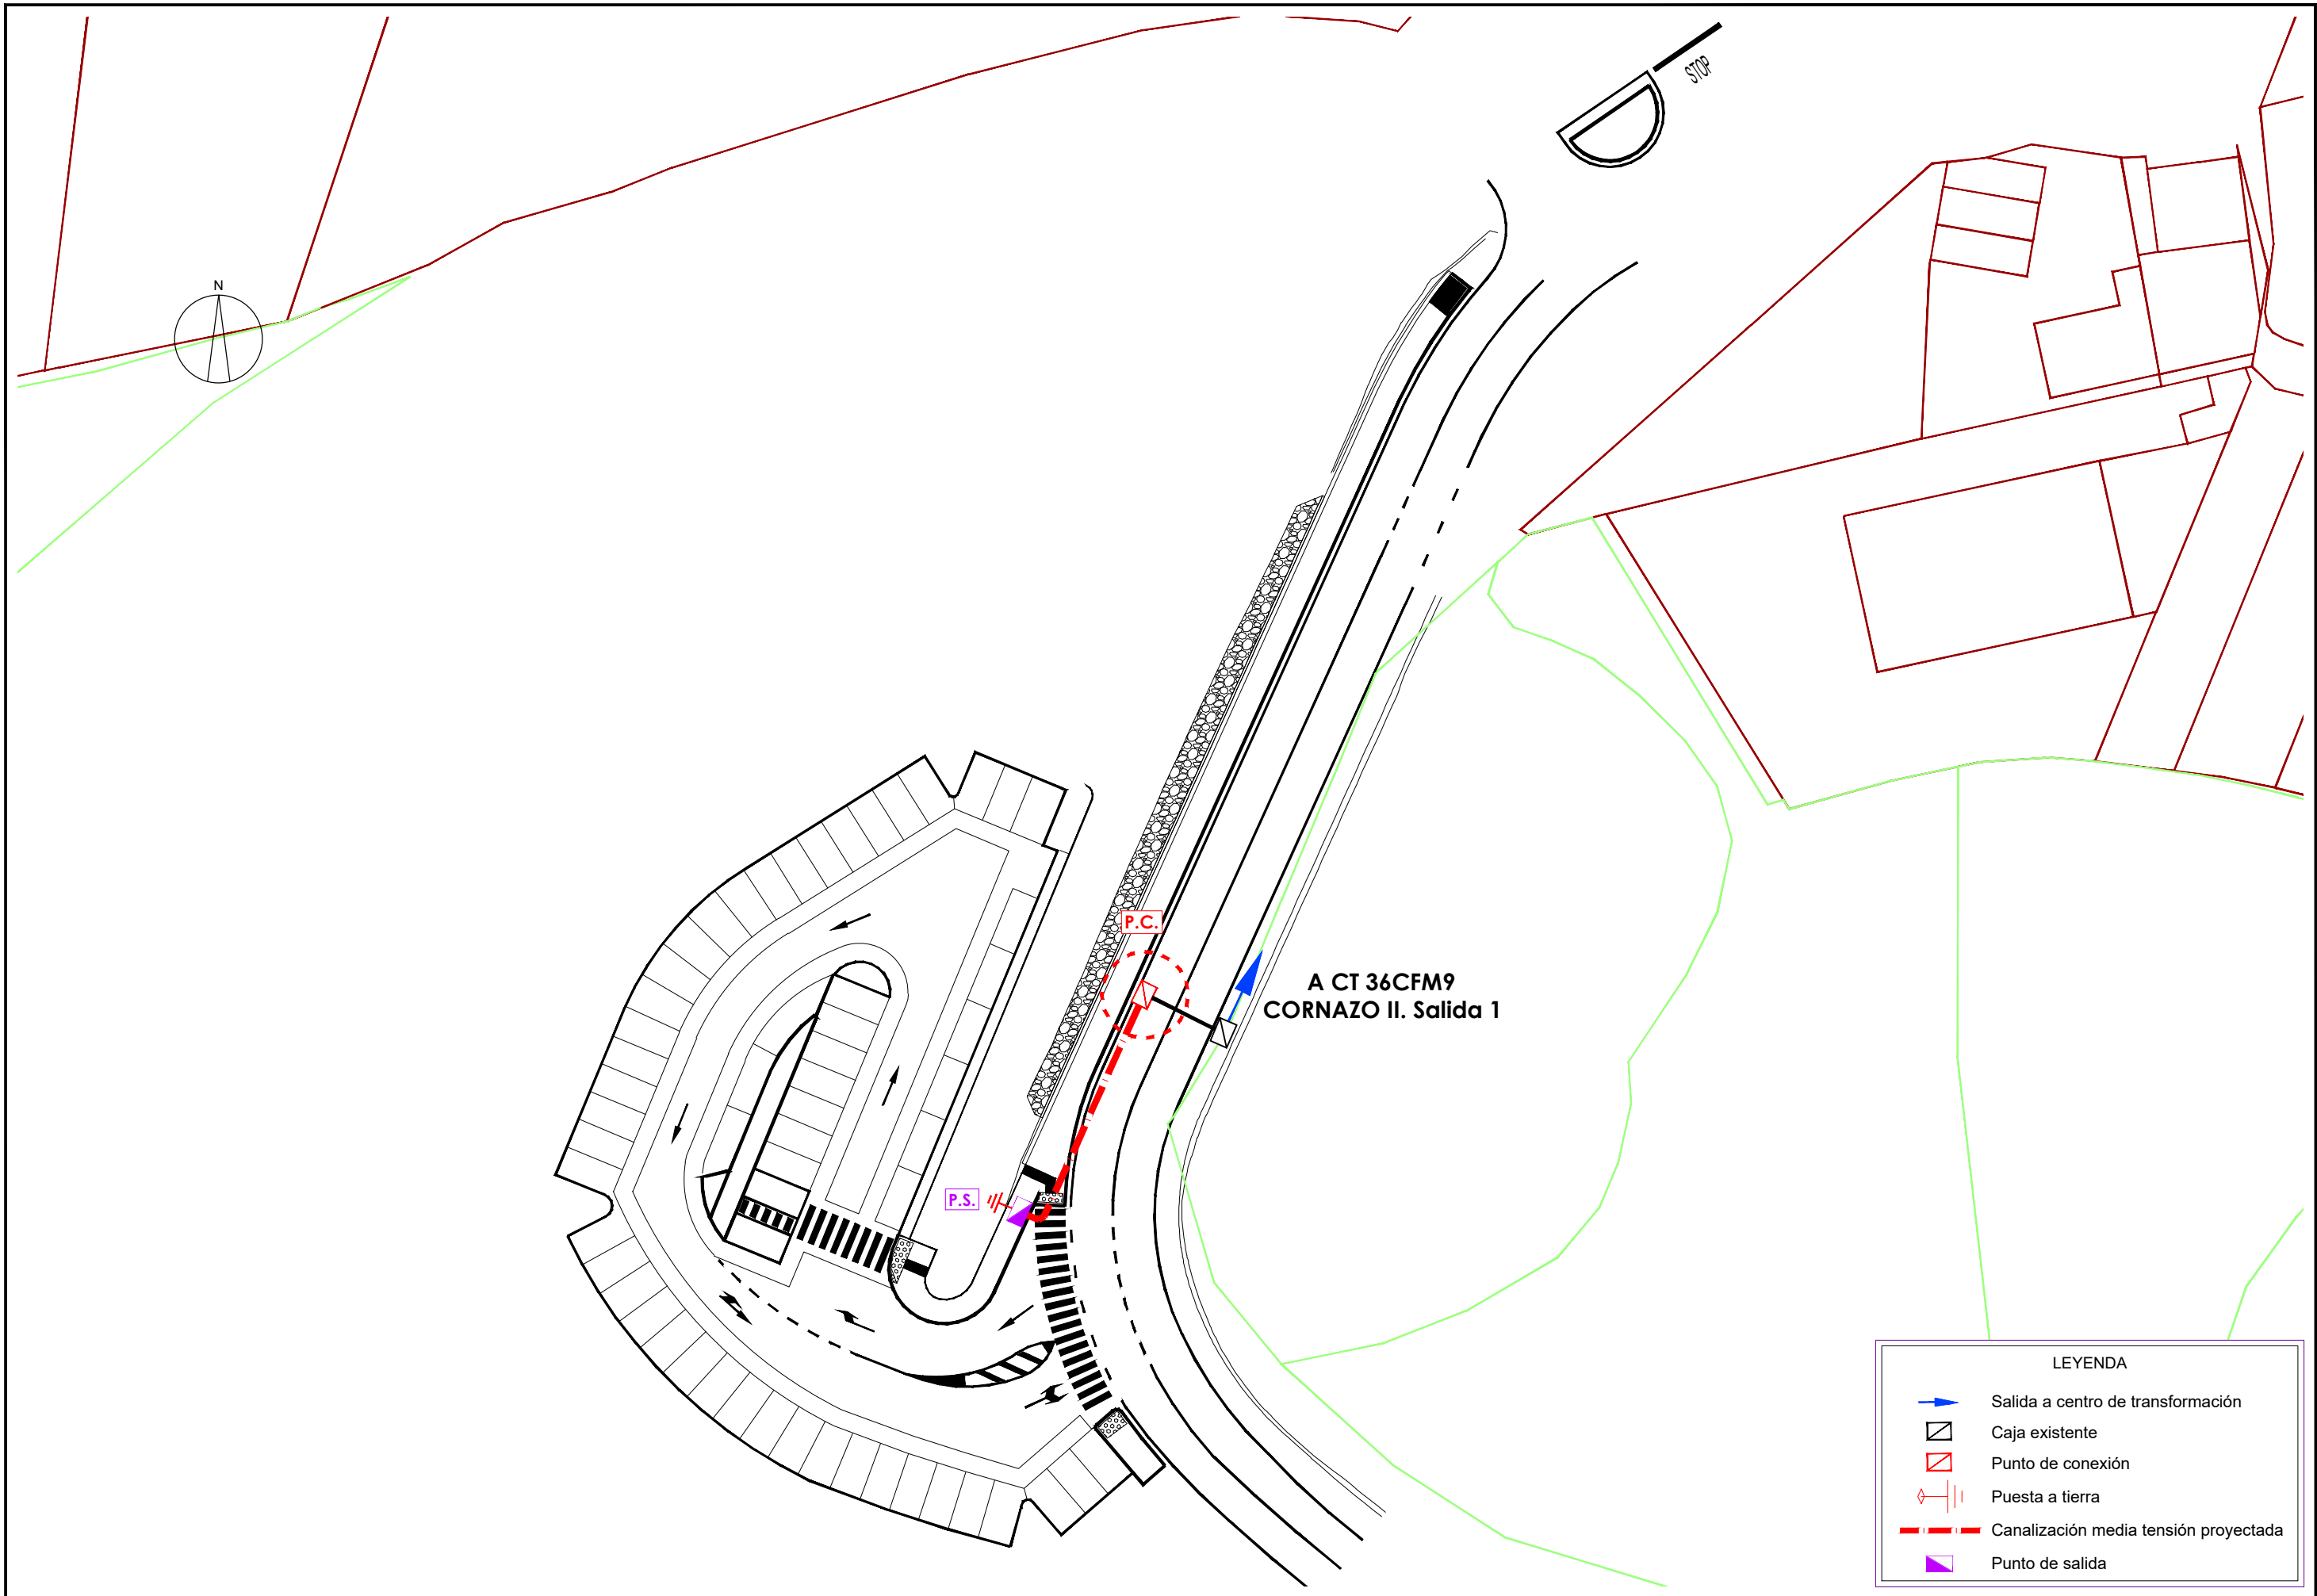 STOP
N
P.C.
A CT 36CFM9
CORNAZO II. Salida 1
P.S.
LEYENDA
Salida a centro de transformación
Caja existente
Punto de conexión
Puesta a tierra
Canalización media tensión proyectada
Punto de salida